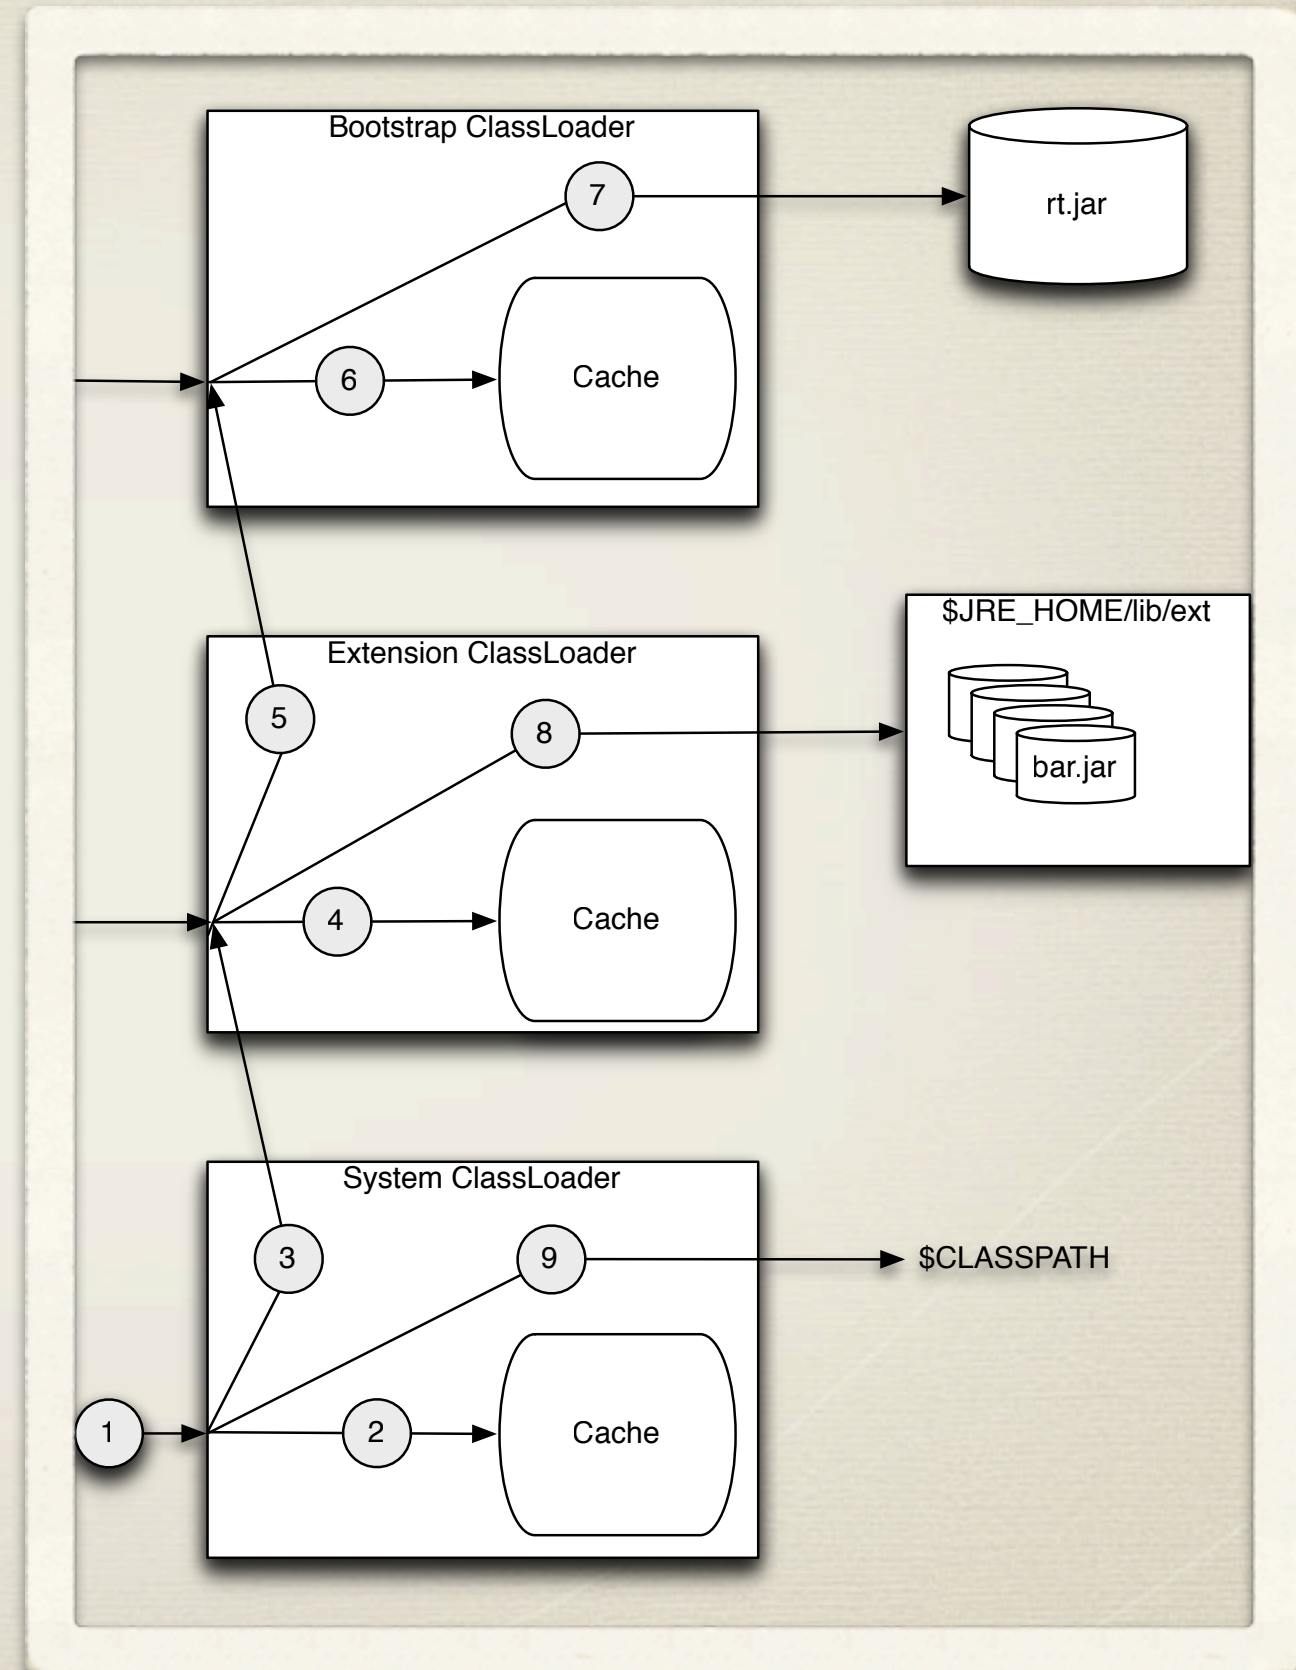 Bootstrap ClassLoader
7
rt.jar
6
Cache
$JRE_HOME/lib/ext
Extension ClassLoader
5
8
bar.jar
4
Cache
System ClassLoader
3
9
$CLASSPATH
1
2
Cache